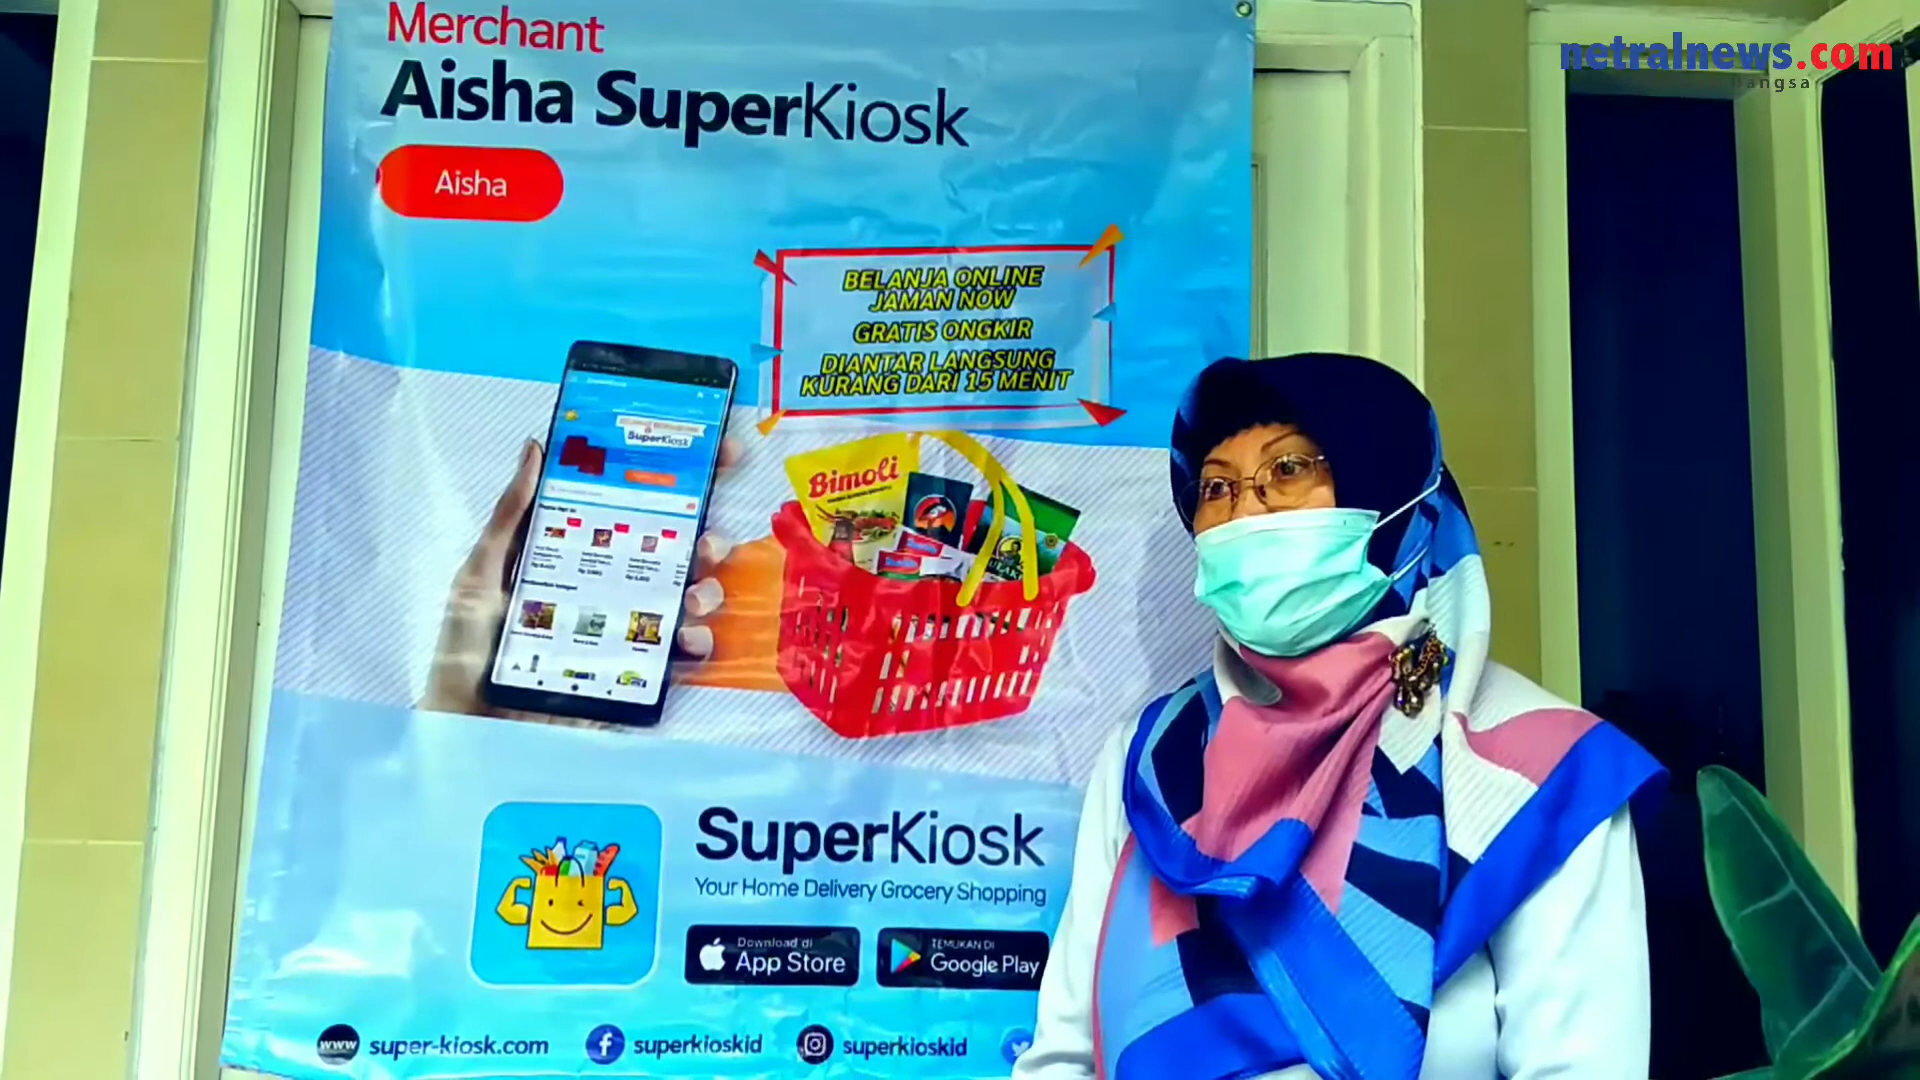 Merchant
Aisha SuperKiosk
Aisha
netralnews.com
BELANJA ONLINE
JAMAN NOW
GRATIS ONGKIR
DIANTAR LANGSUNG
KURANG DARI 15 MENIT
SuperKiosk
Bimoli
SuperKiosk
Your Home Delivery Grocery Shopping
Download di
App Store
TEMUKAN DI
Google Play
www super-kiosk.com
superkioskid
superkioskid